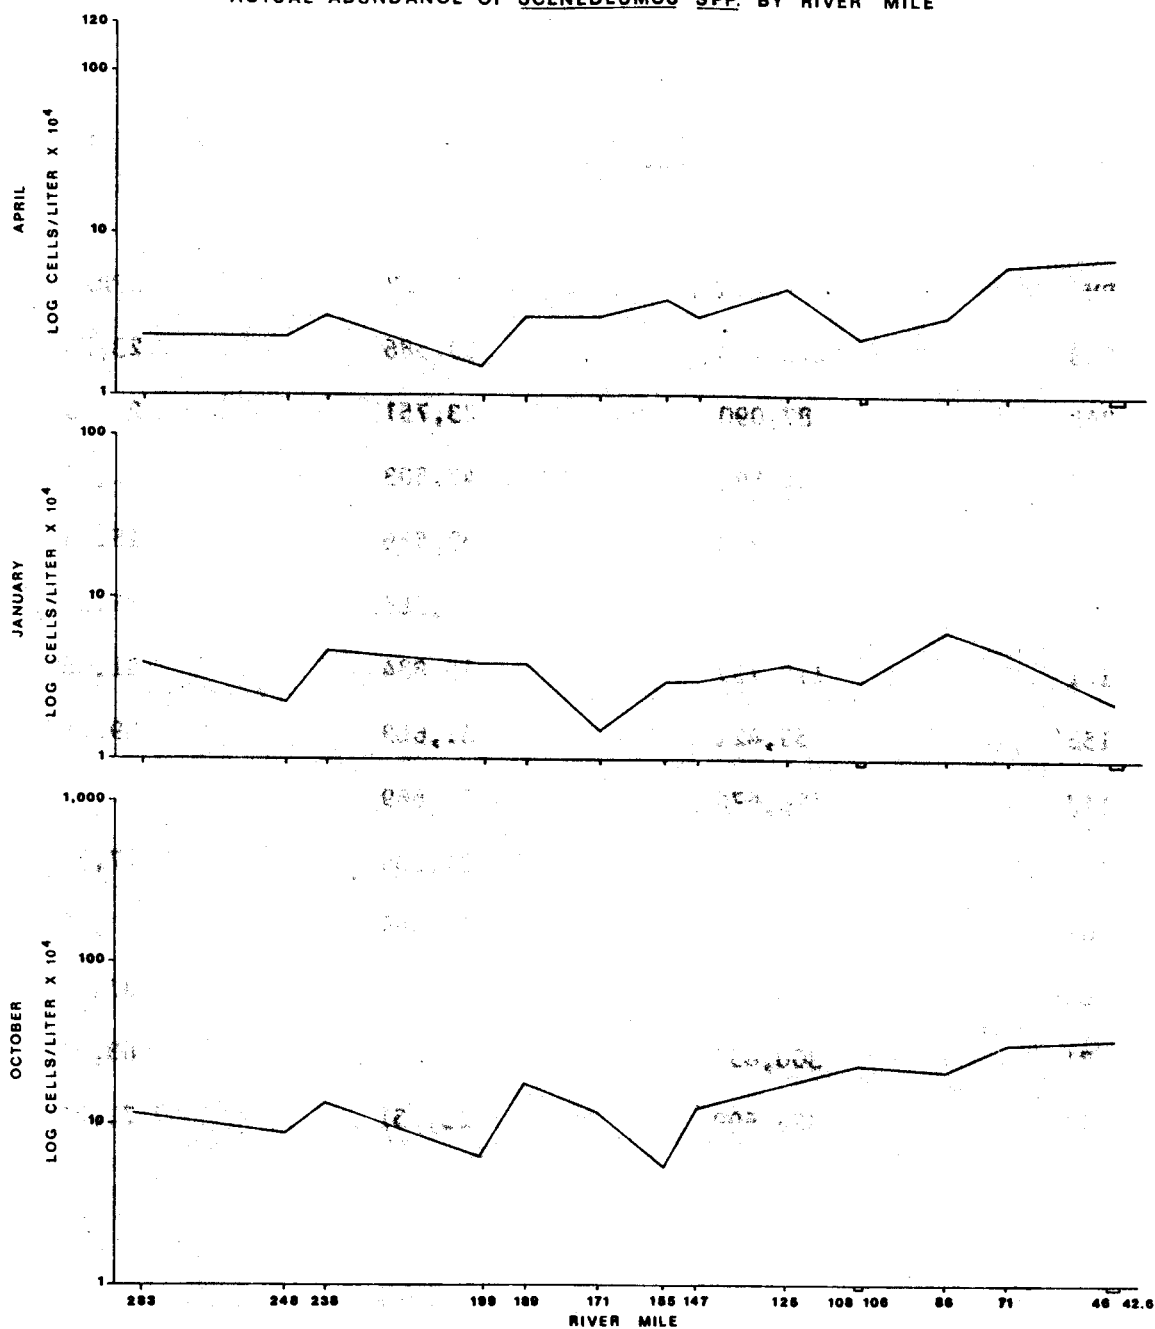 ACTUAL ABUNDANCE OF SCENEDESMUS SPP. BY RIVER MILE
120
100
10
1
APRIL
LOG CELLS/LITER X 10⁴
100
10
1
JANUARY
LOG CELLS/LITER X 10⁴
1,000
100
10
1
OCTOBER
LOG CELLS/LITER X 10⁴
283 248 238 199 189 171 155 147 125 108 106 86 71 46 42.6
RIVER MILE